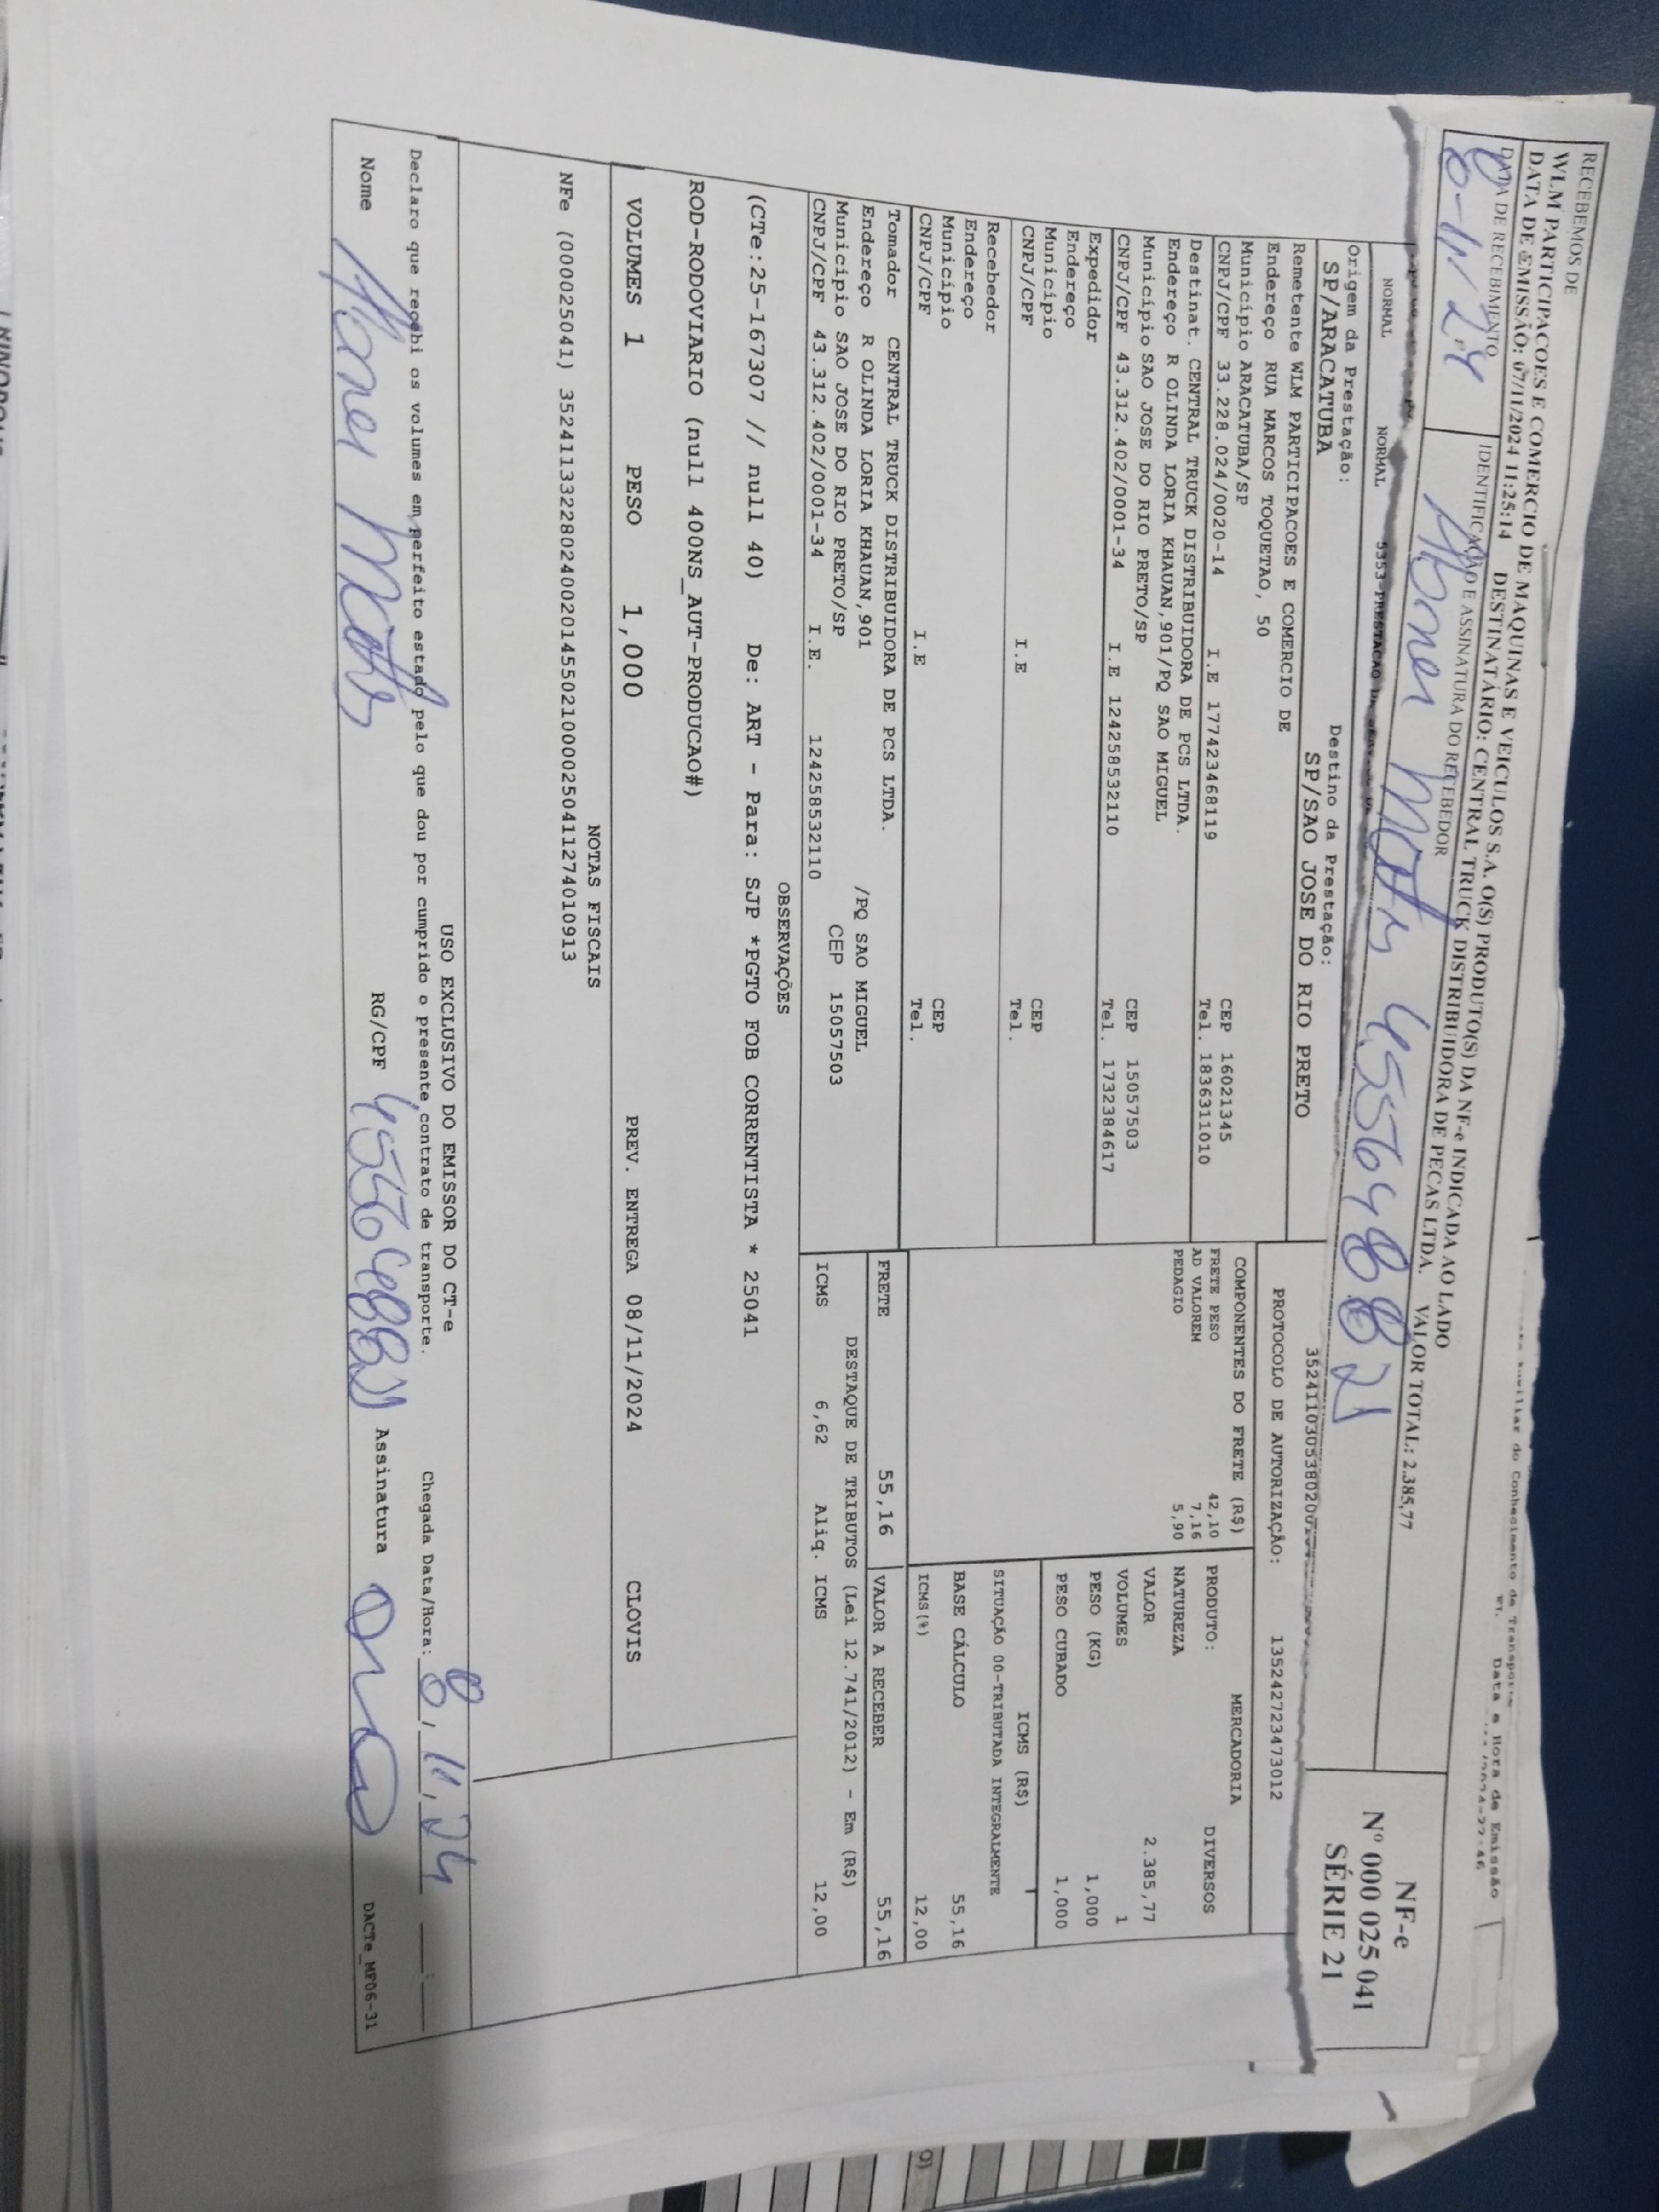 RECEBEMOS DE
WLM PARTICIPACOES E COMERCIO DE MAQUINAS E VEICULOS S.A. O(S) PRODUTO(S) DA NF-e INDICADA AO LADO
DATA DE EMISSÃO: 07/11/2024 11:25:14 DESTINATÁRIO: CENTRAL TRUCK DISTRIBUIDORA DE PECAS LTDA. VALOR TOTAL: 2.385,77
DATA DE RECEBIMENTO
IDENTIFICAÇÃO E ASSINATURA DO RECEBEDOR
NF-e
Nº 000 025 041
SÉRIE 21
Auxiliar do Conhecimento de Transporte
Data e Hora de Emissão
NORMAL NORMAL
Origem da Prestação:
SP/ARACATUBA
Destino da Prestação:
SP/SAO JOSE DO RIO PRETO
PROTOCOLO DE AUTORIZAÇÃO: 135242723473012
Remetente WLM PARTICIPACOES E COMERCIO DE
Endereço RUA MARCOS TOQUETAO, 50
Município ARACATUBA/SP CEP 16021345
CNPJ/CPF 33.228.024/0020-14 I.E 177423468119 Tel. 1836311010
Destinat. CENTRAL TRUCK DISTRIBUIDORA DE PCS LTDA.
Endereço R OLINDA LORIA KHAUAN,901/PQ SAO MIGUEL
Município SAO JOSE DO RIO PRETO/SP CEP 15057503
CNPJ/CPF 43.312.402/0001-34 I.E 124258532110 Tel. 1732384617
Expedidor
Endereço
Município CEP
CNPJ/CPF I.E Tel.
Recebedor
Endereço
Município CEP
CNPJ/CPF I.E Tel.
Tomador CENTRAL TRUCK DISTRIBUIDORA DE PCS LTDA.
Endereço R OLINDA LORIA KHAUAN,901 /PQ SAO MIGUEL
Município SAO JOSE DO RIO PRETO/SP CEP 15057503
CNPJ/CPF 43.312.402/0001-34 I.E. 124258532110
COMPONENTES DO FRETE (R$)
FRETE PESO 42,10
AD VALOREM 7,16
PEDAGIO 5,90
MERCADORIA
PRODUTO: DIVERSOS
NATUREZA
VALOR 2.385,77
VOLUMES 1
PESO (KG) 1,000
PESO CUBADO 1,000
ICMS (R$)
SITUAÇÃO 00-TRIBUTADA INTEGRALMENTE
BASE CÁLCULO 55,16
ICMS(%) 12,00
FRETE 55,16 VALOR A RECEBER 55,16
DESTAQUE DE TRIBUTOS (Lei 12.741/2012) - Em (R$)
ICMS 6,62 Aliq. ICMS 12,00
OBSERVAÇÕES
(CTe:25-167307 // null 40) De: ART - Para: SJP *PGTO FOB CORRENTISTA * 25041
ROD-RODOVIARIO (null 400NS_AUT-PRODUCAO#)
VOLUMES 1 PESO 1,000 PREV. ENTREGA 08/11/2024 CLOVIS
NOTAS FISCAIS
NFe (000025041) 35241133228024002014550210000250411274010913
USO EXCLUSIVO DO EMISSOR DO CT-e
Declaro que recebi os volumes em perfeito estado pelo que dou por cumprido o presente contrato de transporte. Chegada Data/Hora: 8, 11, 24
Nome RG/CPF Assinatura
DACTe_MF06-31